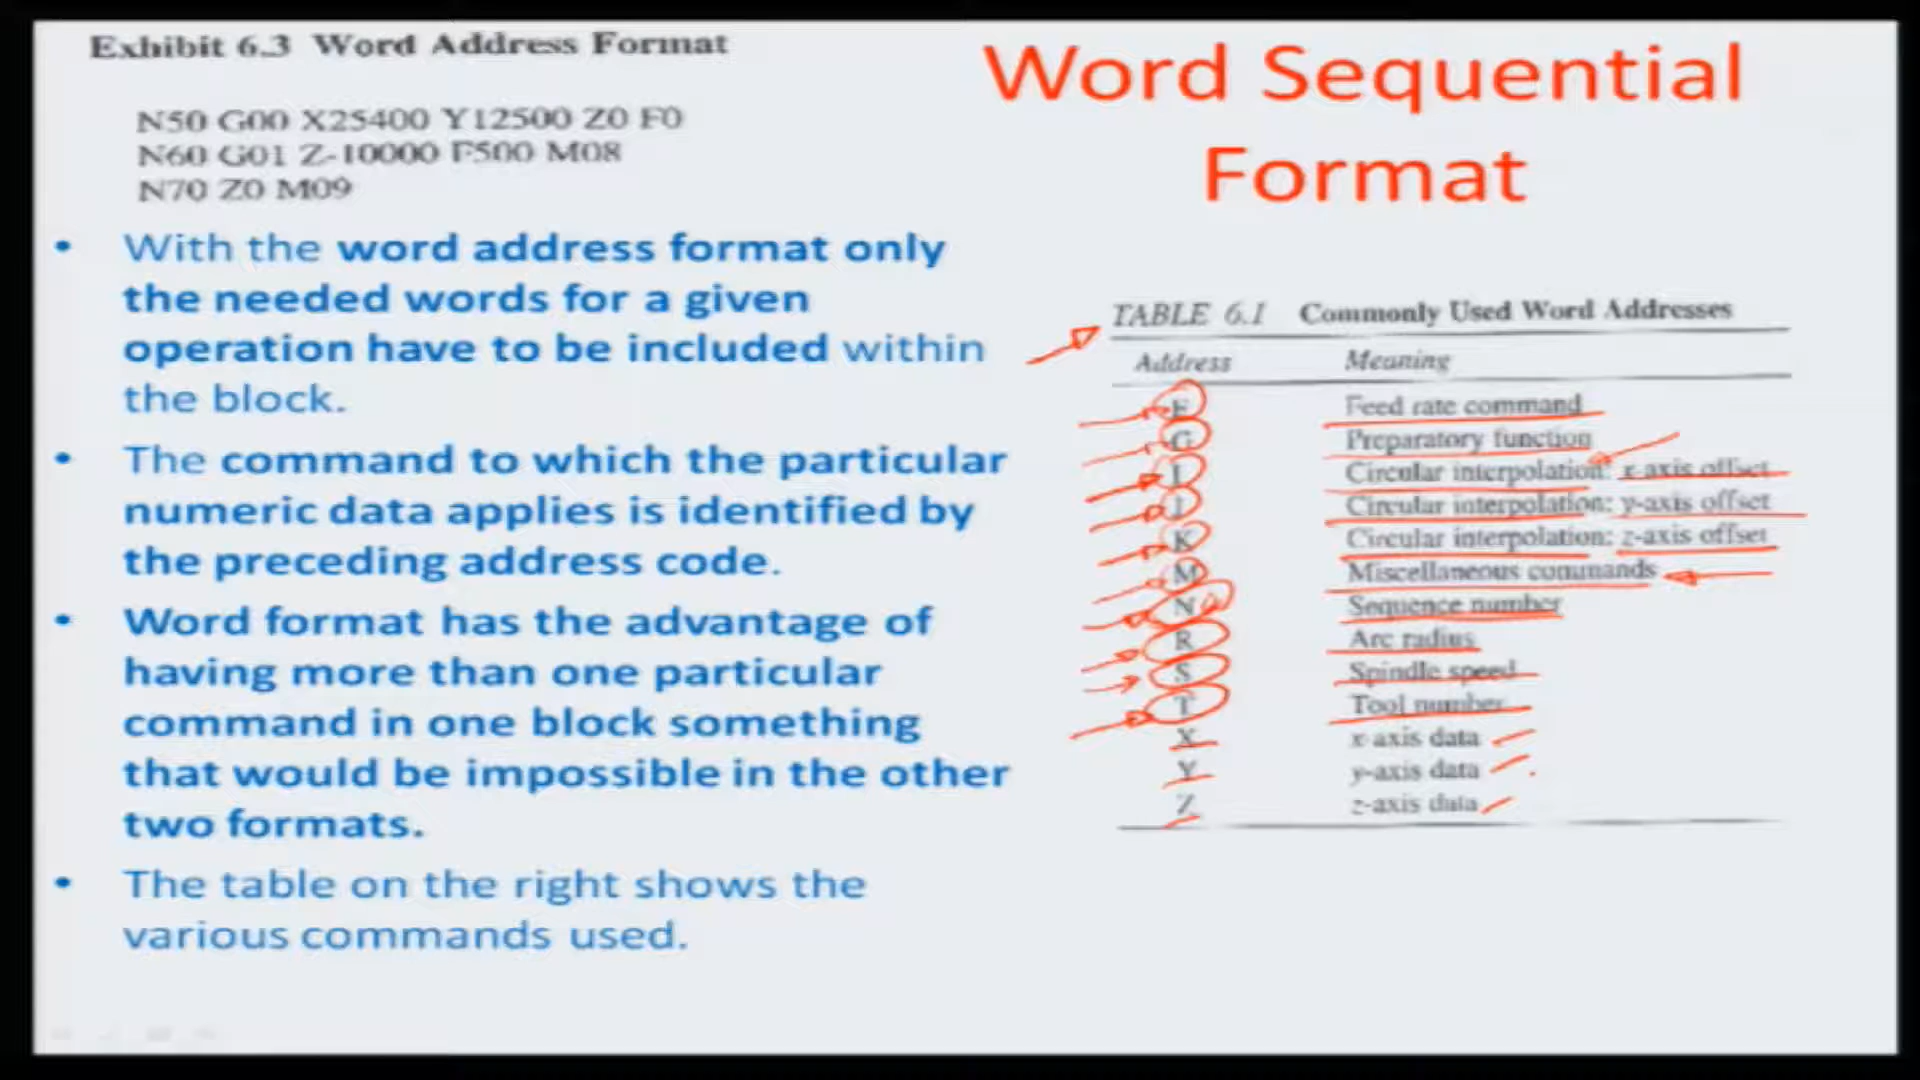 Exhibit 6.3 Word Address Format
N50 G00 X25400 Y12500 Z0 F0
N60 G01 Z-10000 F500 M08
N70 Z0 M09
Word Sequential
Format
• With the word address format only
the needed words for a given
operation have to be included within
the block.
• The command to which the particular
numeric data applies is identified by
the preceding address code.
• Word format has the advantage of
having more than one particular
command in one block something
that would be impossible in the other
two formats.
• The table on the right shows the
various commands used.
TABLE 6.1 Commonly Used Word Addresses
Address Meaning
F Feed rate command
G Preparatory function
I Circular interpolation: x-axis offset
J Circular interpolation: y-axis offset
K Circular interpolation: z-axis offset
M Miscellaneous commands
N Sequence number
R Arc radius
S Spindle speed
T Tool number
X x-axis data
Y y-axis data
Z z-axis data